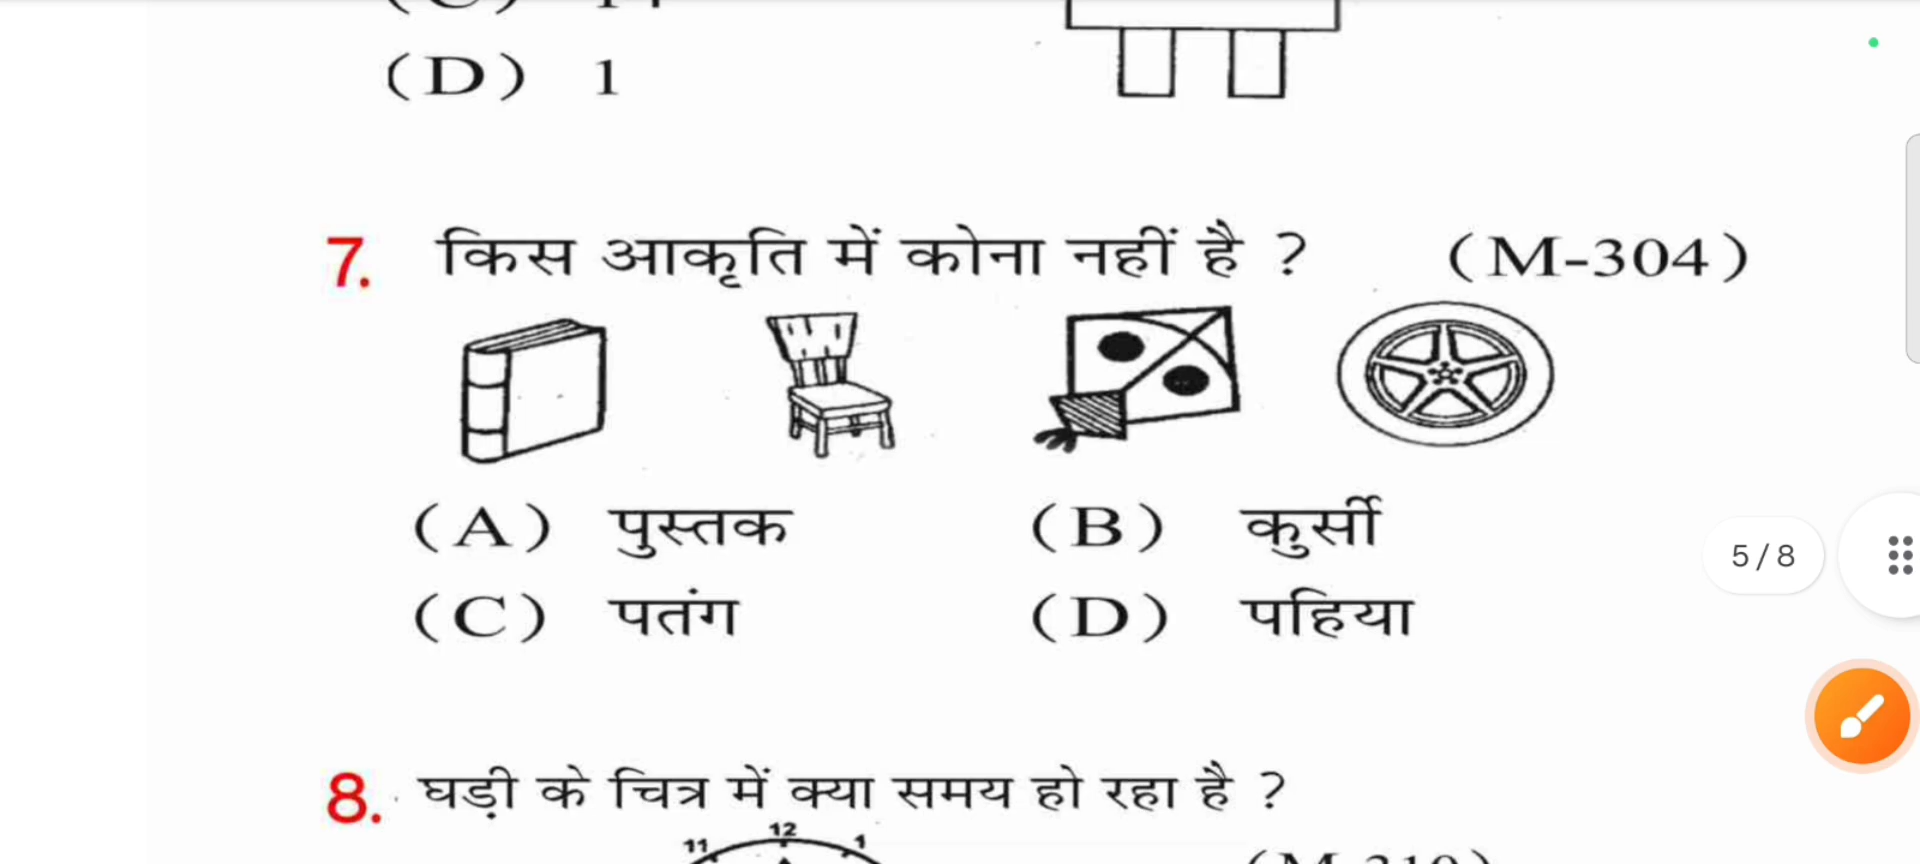 (D) 1
7. किस आकृति में कोना नहीं है ? (M-304)
(A) पुस्तक (B) कुर्सी
(C) पतंग (D) पहिया
5 / 8
8. घड़ी के चित्र में क्या समय हो रहा है ?
11 12 1